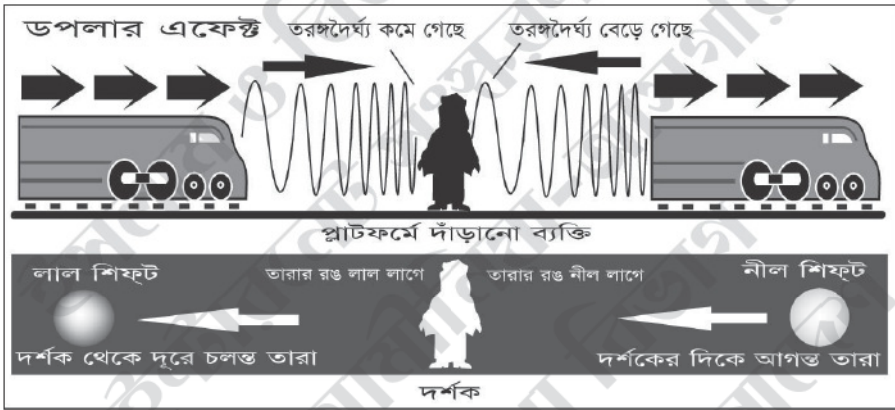 ডপলার এফেক্ট
তরঙ্গদৈর্ঘ্য কমে গেছে
তরঙ্গদৈর্ঘ্য বেড়ে গেছে
প্লাটফর্মে দাঁড়ানো ব্যক্তি
লাল শিফ্‌ট
তারার রঙ লাল লাগে
তারার রঙ নীল লাগে
নীল শিফ্‌ট
দর্শক থেকে দূরে চলন্ত তারা
দর্শকের দিকে আগন্ত তারা
দর্শক